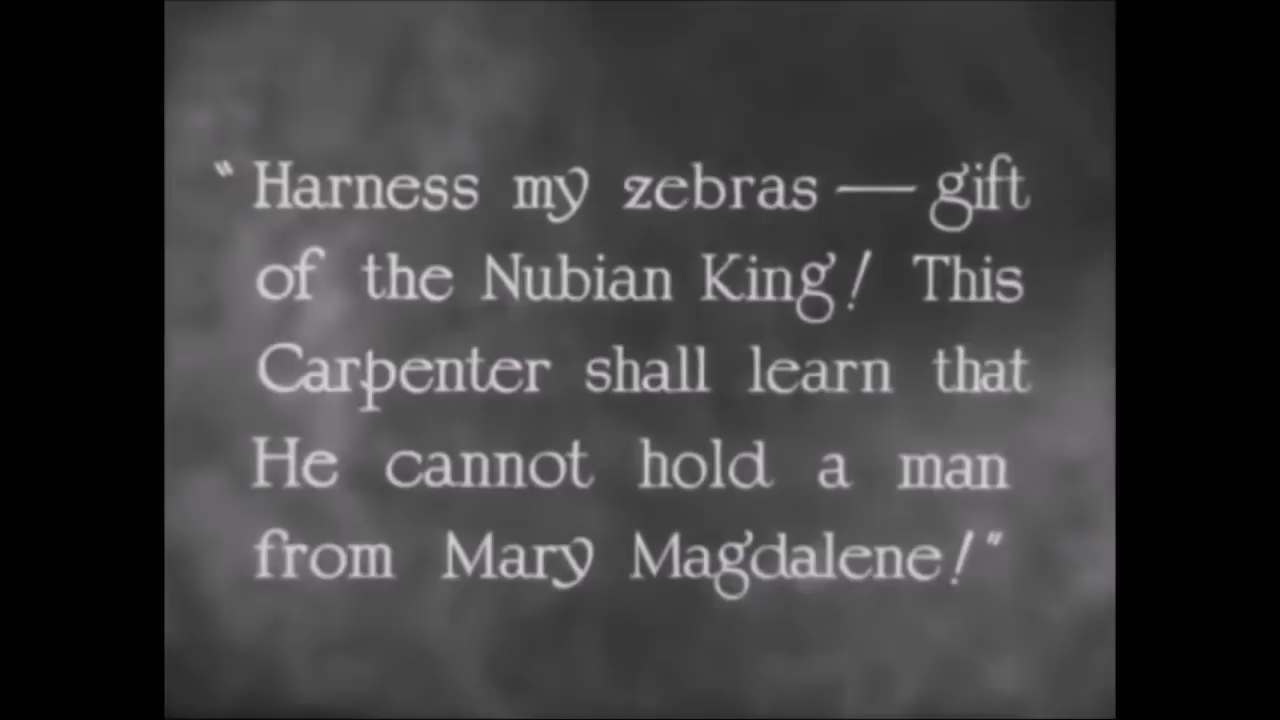 "Harness my zebras — gift
of the Nubian King! This
Carpenter shall learn that
He cannot hold a man
from Mary Magdalene!"